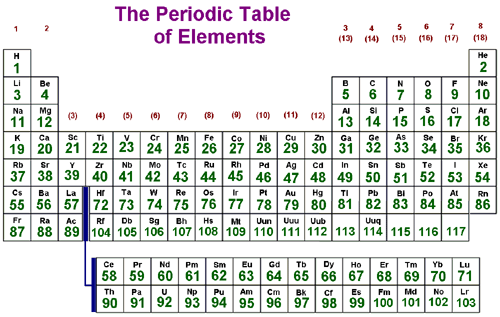 The Periodic Table
of Elements
1 2 3 4 5 6 7 8
(13) (14) (15) (16) (17) (18)
H He
1 2
Li Be B C N O F Ne
3 4 5 6 7 8 9 10
Na Mg Al Si P S Cl Ar
11 12 (3) (4) (5) (6) (7) (8) (9) (10) (11) (12) 13 14 15 16 17 18
K Ca Sc Ti V Cr Mn Fe Co Ni Cu Zn Ga Ge As Se Br Kr
19 20 21 22 23 24 25 26 27 28 29 30 31 32 33 34 35 36
Rb Sr Y Zr Nb Mo Tc Ru Rh Pd Ag Cd In Sn Sb Te I Xe
37 38 39 40 41 42 43 44 45 46 47 48 49 50 51 52 53 54
Cs Ba La Hf Ta W Re Os Ir Pt Au Hg Tl Pb Bi Po At Rn
55 56 57 72 73 74 75 76 77 78 79 80 81 82 83 84 85 86
Fr Ra Ac Rf Db Sg Bh Hs Mt Uun Uuu Uub Uuq
87 88 89 104 105 106 107 108 109 110 111 112 113 114 115 116 117
Ce Pr Nd Pm Sm Eu Gd Tb Dy Ho Er Tm Yb Lu
58 59 60 61 62 63 64 65 66 67 68 69 70 71
Th Pa U Np Pu Am Cm Bk Cf Es Fm Md No Lr
90 91 92 93 94 95 96 97 98 99 100 101 102 103